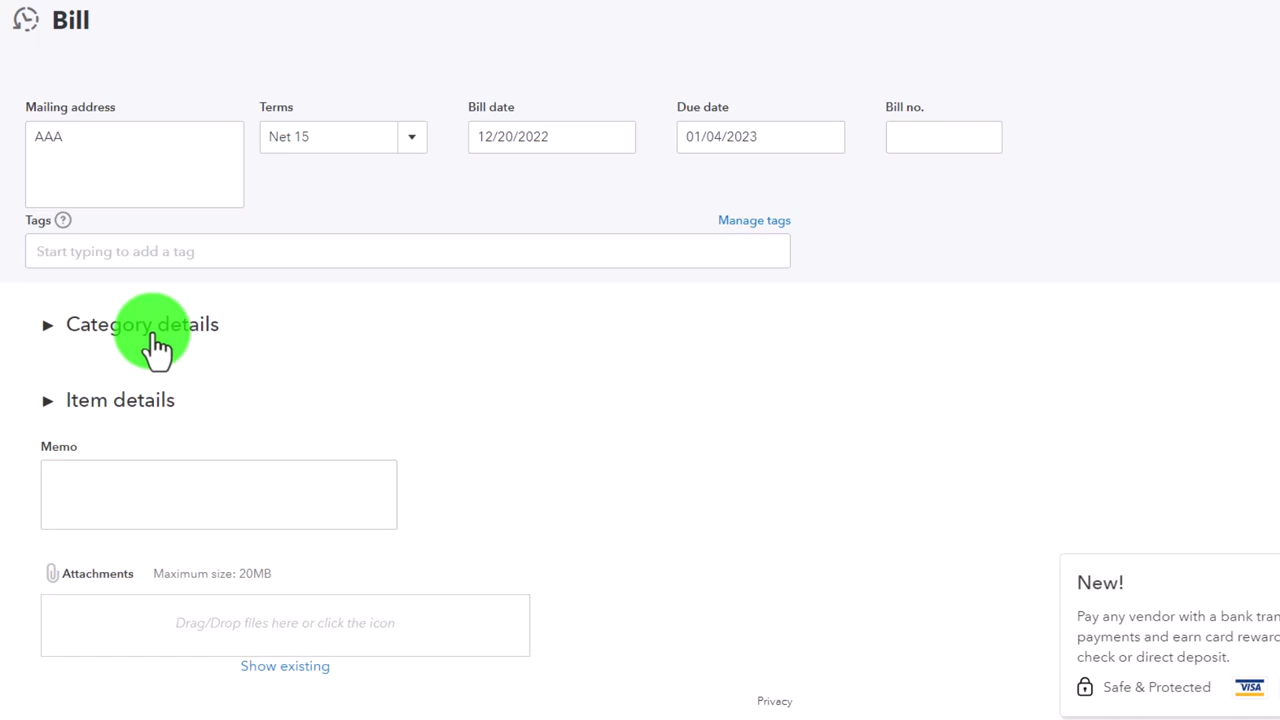 Bill
Mailing address Terms Bill date Due date Bill no.
AAA Net 15 12/20/2022 01/04/2023
Tags ? Manage tags
Start typing to add a tag
Category details
Item details
Memo
Attachments Maximum size: 20MB
Drag/Drop files here or click the icon
Show existing
New!
Pay any vendor with a bank tran
payments and earn card reward
check or direct deposit.
Safe & Protected VISA
Privacy